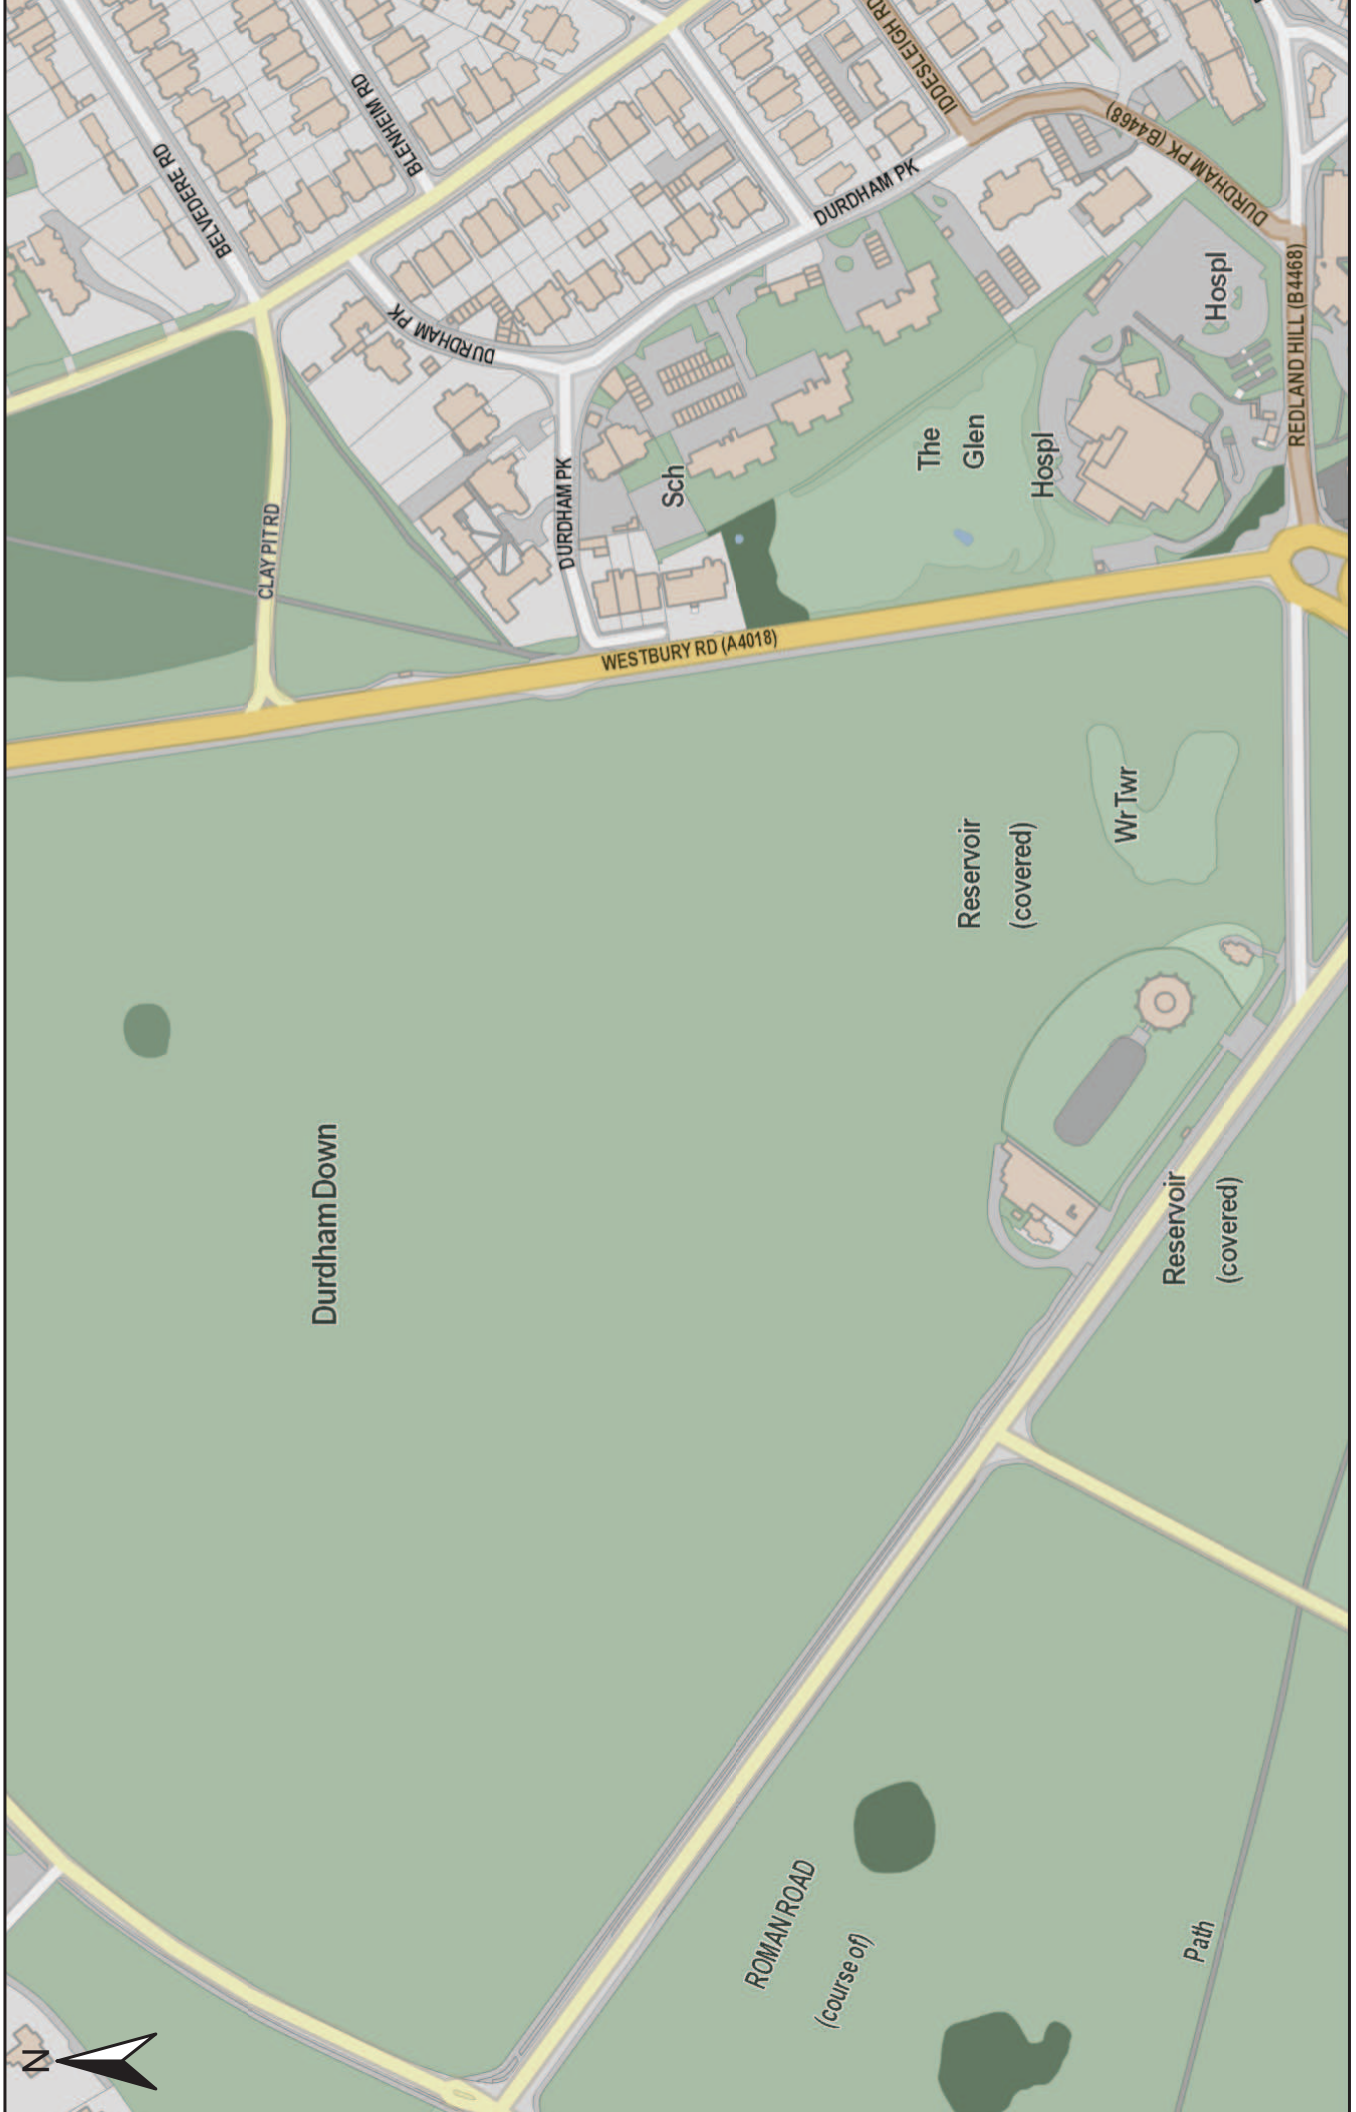 BELVEDERE RD
BLENHEIM RD
IDDESLEIGH RD
DURDHAM PK (B4468)
DURDHAM PK
DURDHAM PK
DURDHAM PK
CLAY PIT RD
Sch
The
Glen
Hospl
Hospl
REDLAND HILL (B4468)
WESTBURY RD (A4018)
Reservoir
(covered)
Wr Twr
Durdham Down
Reservoir
(covered)
ROMAN ROAD
(course of)
Path
N